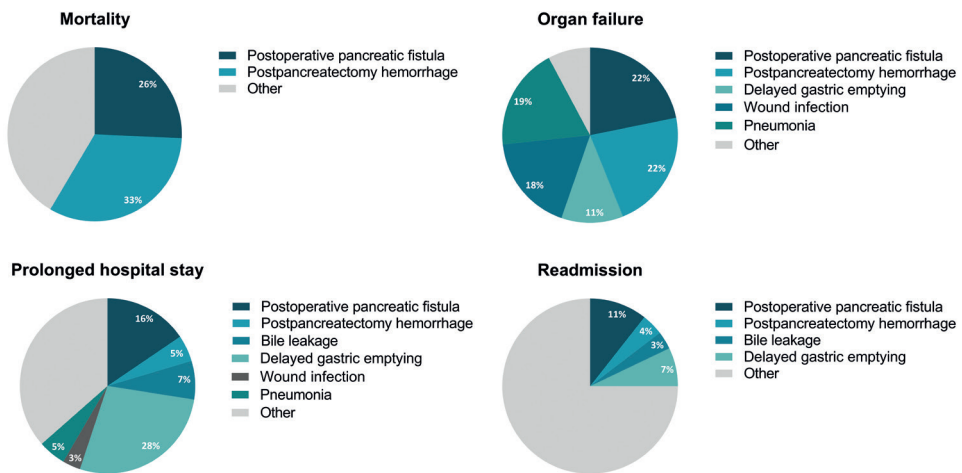 Mortality
Postoperative pancreatic fistula
Postpancreatectomy hemorrhage
Other
26%
33%
Organ failure
Postoperative pancreatic fistula
Postpancreatectomy hemorrhage
Delayed gastric emptying
Wound infection
Pneumonia
Other
22%
22%
11%
18%
19%
Prolonged hospital stay
Postoperative pancreatic fistula
Postpancreatectomy hemorrhage
Bile leakage
Delayed gastric emptying
Wound infection
Pneumonia
Other
16%
5%
7%
28%
3%
5%
Readmission
Postoperative pancreatic fistula
Postpancreatectomy hemorrhage
Bile leakage
Delayed gastric emptying
Other
11%
4%
3%
7%